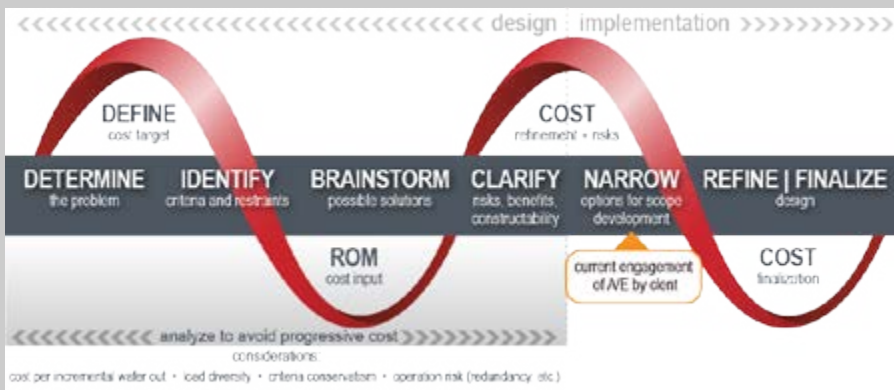 design implementation
DEFINE
cost target
COST
refinement + risks
DETERMINE
the problem
IDENTIFY
criteria and restraints
BRAINSTORM
possible solutions
CLARIFY
risks, benefits,
constructability
NARROW
options for scope
development
REFINE | FINALIZE
design
ROM
cost input
current engagement
of A/E by client
COST
finalization
analyze to avoid progressive cost
considerations:
cost per incremental wafer out • load diversity • criteria conservatism • operation risk (redundancy, etc.)